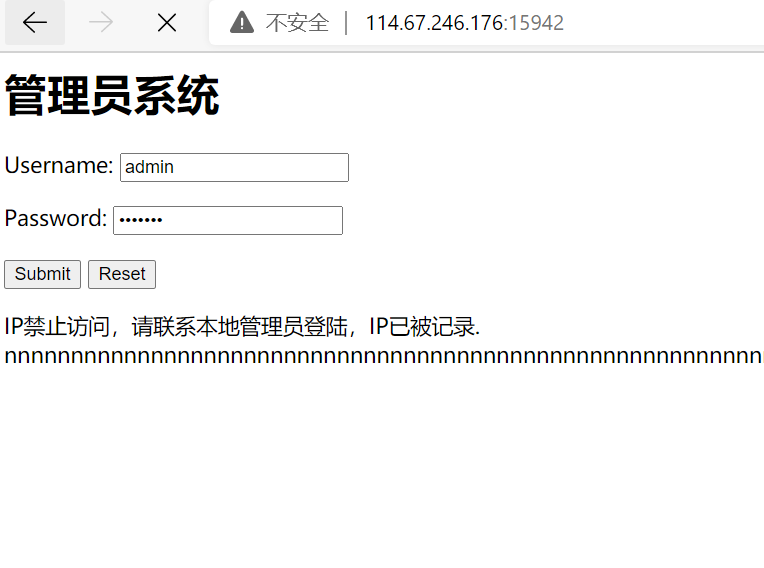 不安全 | 114.67.246.176:15942
管理员系统
Username: admin
Password: •••••••
Submit Reset
IP禁止访问，请联系本地管理员登陆，IP已被记录.
nnnnnnnnnnnnnnnnnnnnnnnnnnnnnnnnnnnnnnnnnnnnnnnnnnnnnnnnn